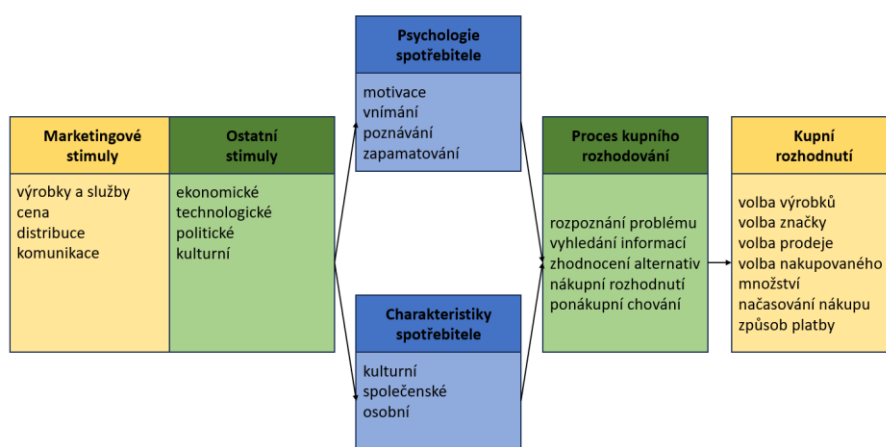 Marketingové
stimuly
výrobky a služby
cena
distribuce
komunikace
Ostatní
stimuly
ekonomické
technologické
politické
kulturní
Psychologie
spotřebitele
motivace
vnímání
poznávání
zapamatování
Charakteristiky
spotřebitele
kulturní
společenské
osobní
Proces kupního
rozhodování
rozpoznání problému
vyhledání informací
zhodnocení alternativ
nákupní rozhodnutí
ponákupní chování
Kupní
rozhodnutí
volba výrobků
volba značky
volba prodeje
volba nakupovaného
množství
načasování nákupu
způsob platby